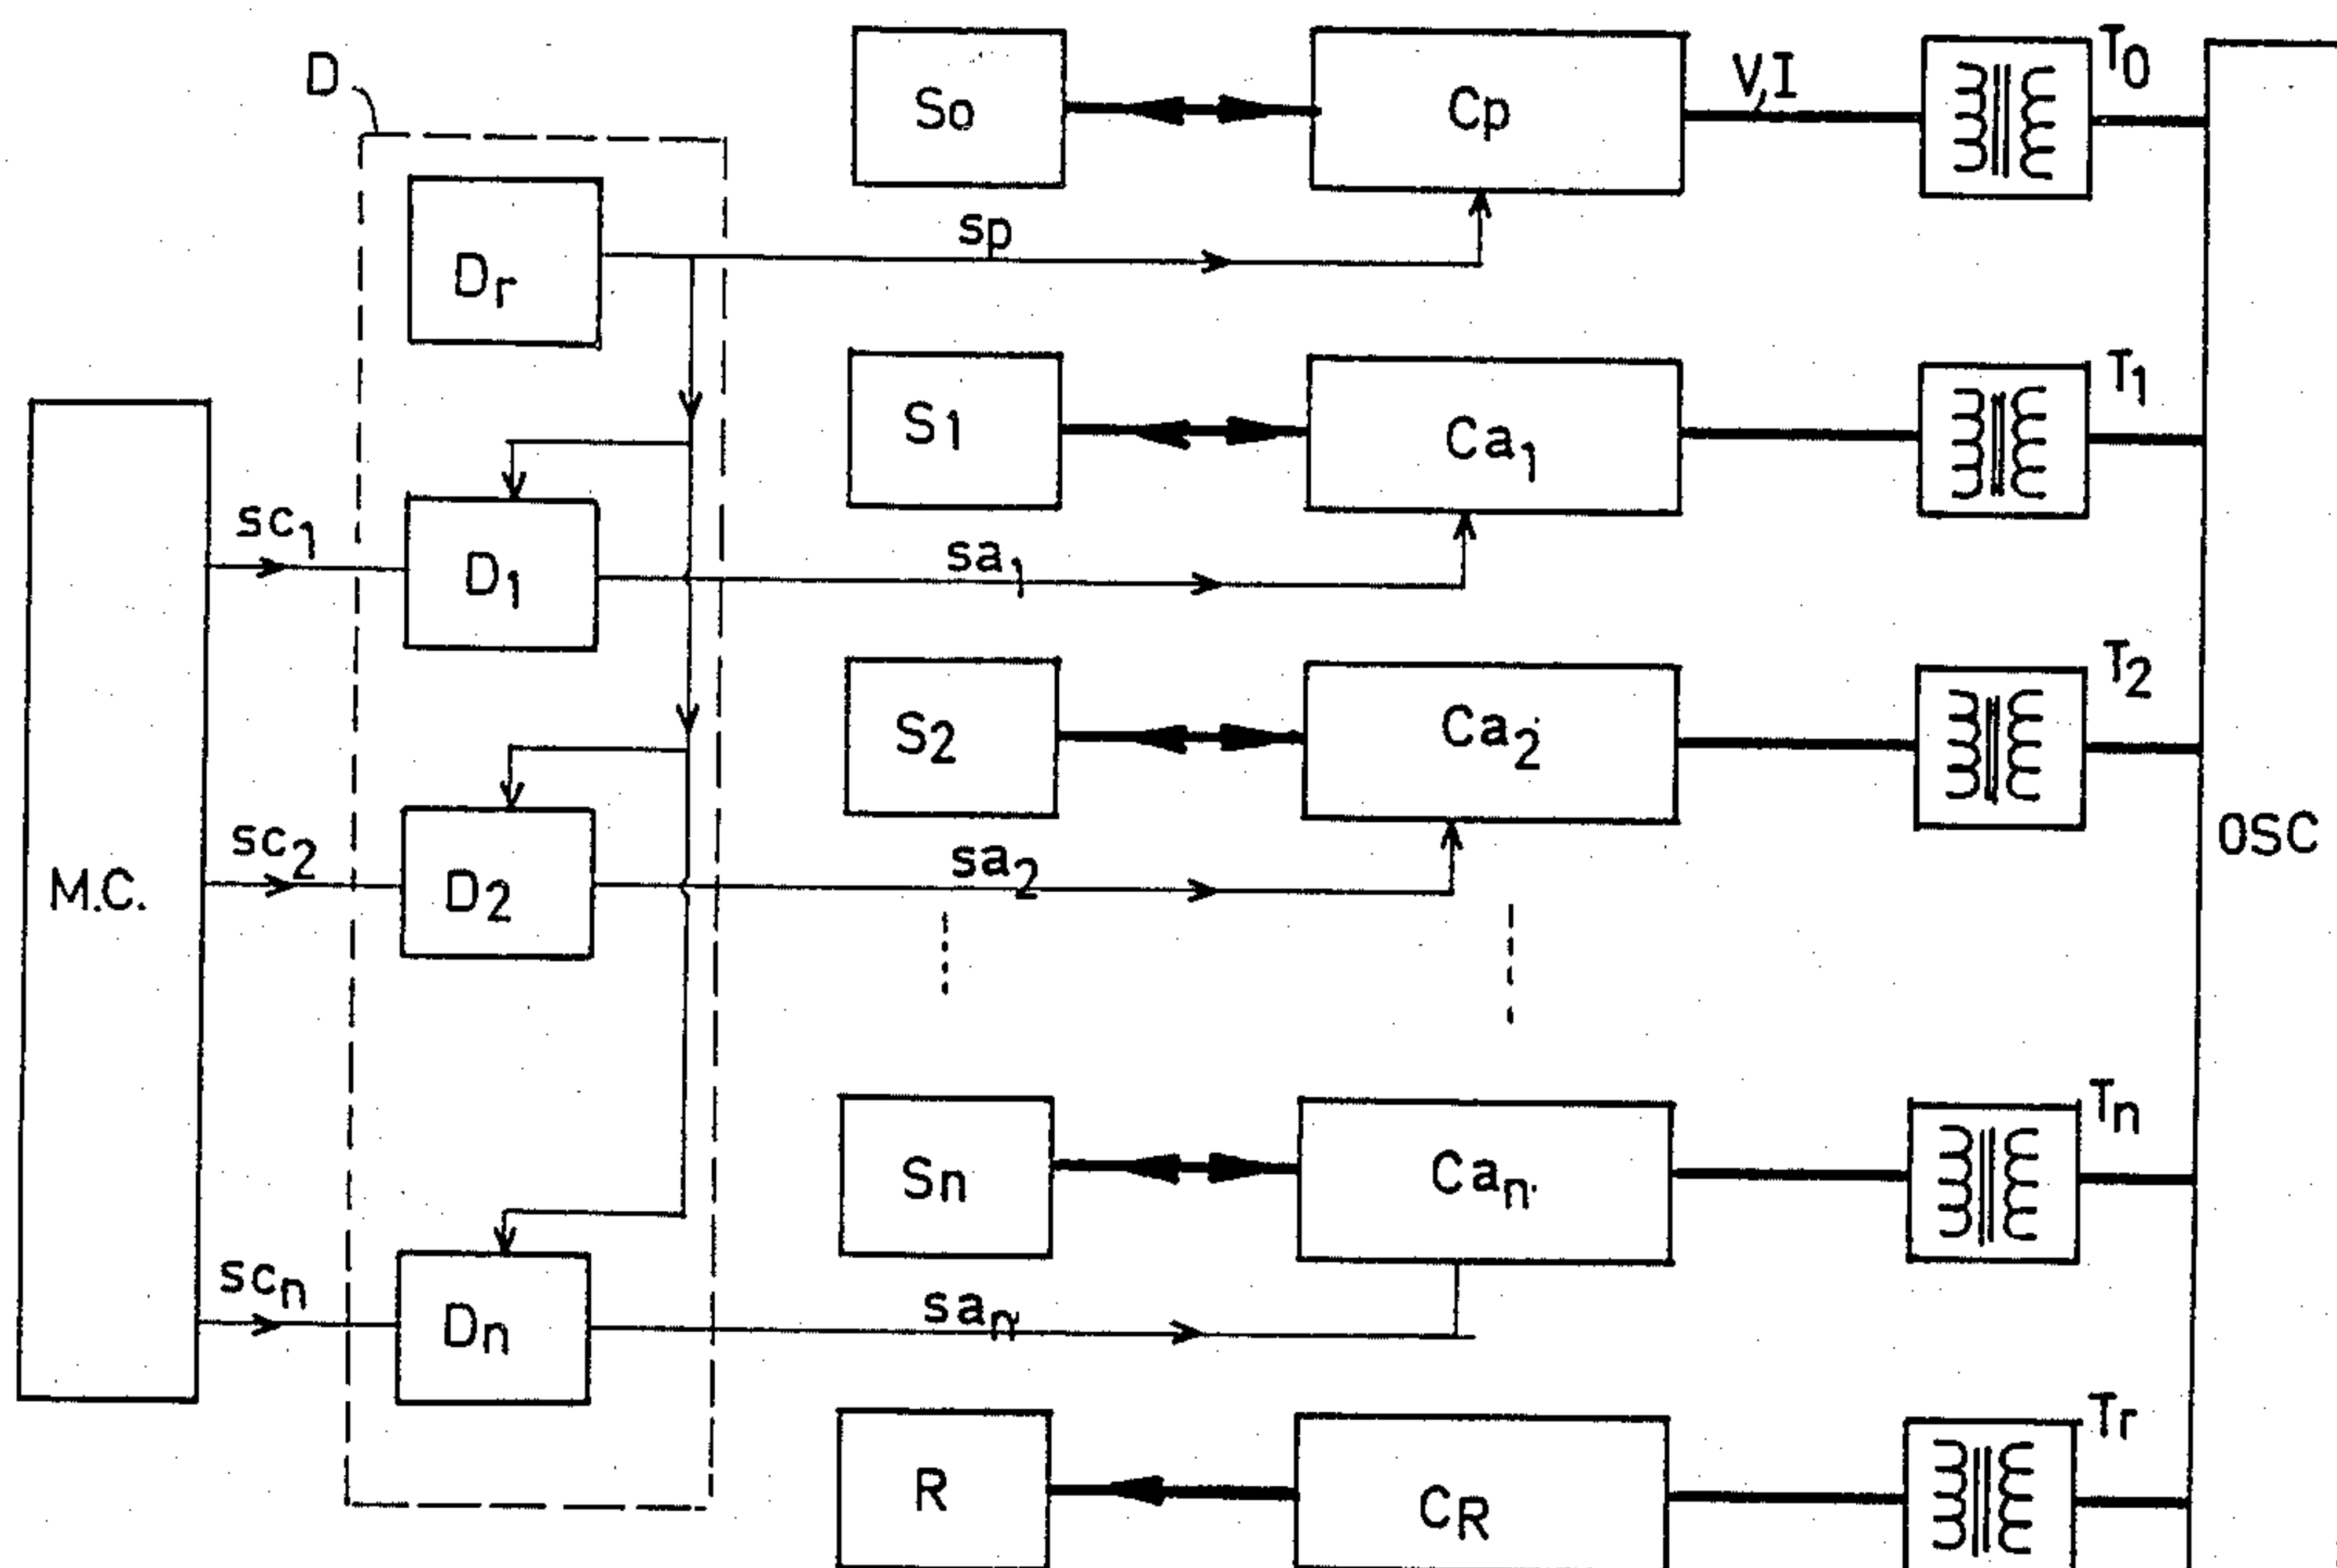 D
So
Cp
V,I
T0
Dr
sp
S1
Ca1
T1
sc1
D1
sa1
S2
Ca2
T2
OSC
M.C.
sc2
D2
sa2
Sn
Can
Tn
scn
Dn
san
R
CR
Tr